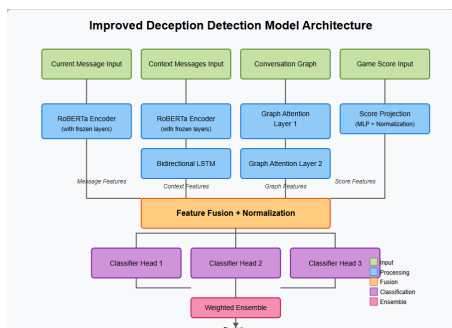 Improved Deception Detection Model Architecture
Current Message Input
Context Messages Input
Conversation Graph
Game Score Input
RoBERTa Encoder
(with frozen layers)
RoBERTa Encoder
(with frozen layers)
Graph Attention
Layer 1
Score Projection
(MLP + Normalization)
Bidirectional LSTM
Graph Attention Layer 2
Message Features
Context Features
Graph Features
Score Features
Feature Fusion + Normalization
Classifier Head 1
Classifier Head 2
Classifier Head 3
Input
Processing
Fusion
Classification
Ensemble
Weighted Ensemble